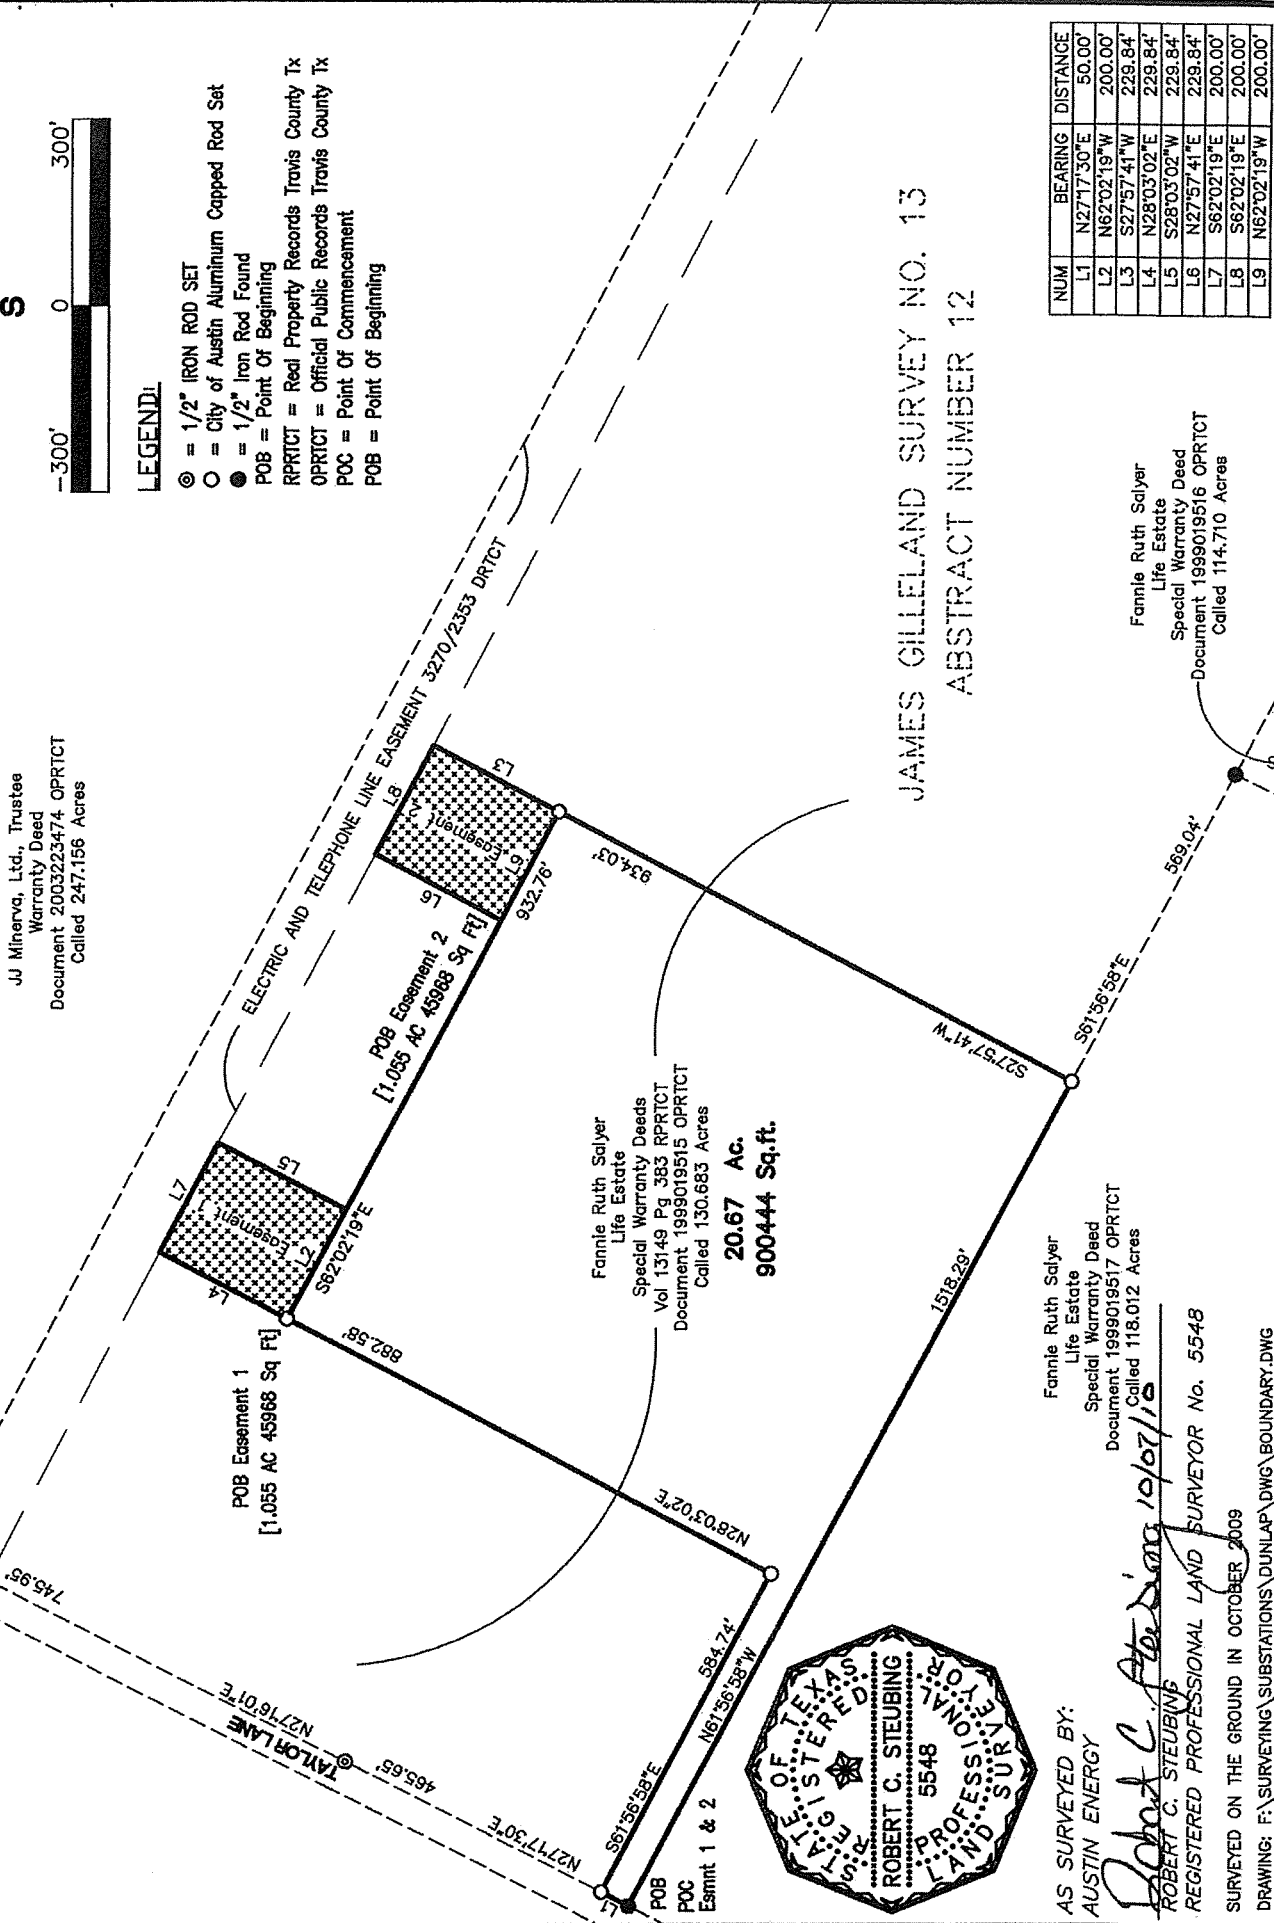 S
-300' 0 300'
LEGEND:
◎ = 1/2" IRON ROD SET
○ = City of Austin Aluminum Capped Rod Set
● = 1/2" Iron Rod Found
POB = Point Of Beginning
RPRTCT = Real Property Records Travis County Tx
OPRTCT = Official Public Records Travis County Tx
POC = Point Of Commencement
POB = Point Of Beginning
JJ Minerva, Ltd., Trustee
Warranty Deed
Document 2003223474 OPRTCT
Called 247.156 Acres
ELECTRIC AND TELEPHONE LINE EASEMENT 3270/2353 DRTCT
745.95'
N27°16'01"E
TAYLOR LANE
465.65'
N27°17'30"E
L1
POB
POC
Esmnt 1 & 2
POB Easement 1
[1.055 AC 45968 Sq Ft]
L4
L7
Easement 1
L2
L5
S62°02'19"E
POB Easement 2
[1.055 AC 45968 Sq Ft]
932.76'
L6
L8
Easement 2
L9
L3
882.58'
N28°03'02"E
934.03'
S27°57'41"W
S61°56'58"E
584.74'
N61°56'58"W
1518.29'
S61°56'58"E
569.04'
Fannie Ruth Salyer
Life Estate
Special Warranty Deeds
Vol 13149 Pg 383 RPRTCT
Document 1999019515 OPRTCT
Called 130.683 Acres
20.67 Ac.
900444 Sq.ft.
JAMES GILLELAND SURVEY NO. 13
ABSTRACT NUMBER 12
Fannie Ruth Salyer
Life Estate
Special Warranty Deed
Document 1999019516 OPRTCT
Called 114.710 Acres
S
Fannie Ruth Salyer
Life Estate
Special Warranty Deed
Document 1999019517 OPRTCT
Called 118.012 Acres
NUM BEARING DISTANCE
L1 N27°17'30"E 50.00'
L2 N62°02'19"W 200.00'
L3 S27°57'41"W 229.84'
L4 N28°03'02"E 229.84'
L5 S28°03'02"W 229.84'
L6 N27°57'41"E 229.84'
L7 S62°02'19"E 200.00'
L8 S62°02'19"E 200.00'
L9 N62°02'19"W 200.00'
STATE OF TEXAS
REGISTERED
ROBERT C. STEUBING
5548
PROFESSIONAL
LAND SURVEYOR
AS SURVEYED BY:
AUSTIN ENERGY
Robert C. Steubing 10/07/10
ROBERT C. STEUBING
REGISTERED PROFESSIONAL LAND SURVEYOR No. 5548
SURVEYED ON THE GROUND IN OCTOBER 2009
DRAWING: F:\SURVEYING\SUBSTATIONS\DUNLAP\DWG\BOUNDARY.DWG